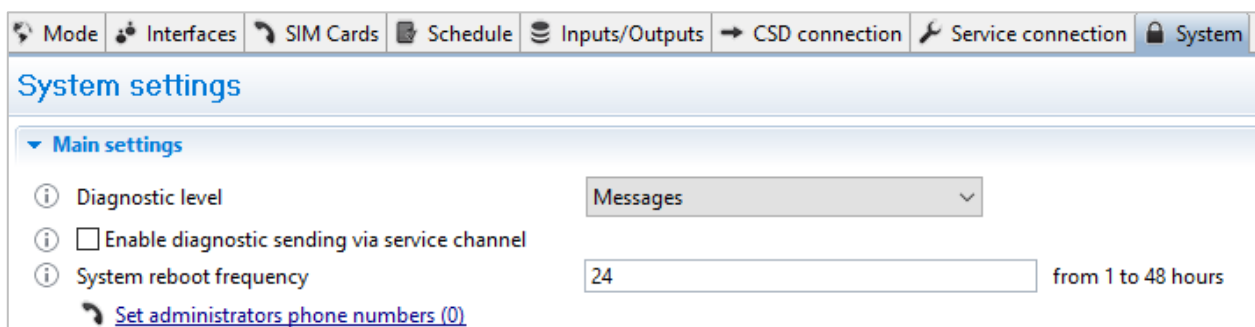 Mode Interfaces SIM Cards Schedule Inputs/Outputs CSD connection Service connection System
System settings
Main settings
Diagnostic level Messages
Enable diagnostic sending via service channel
System reboot frequency 24 from 1 to 48 hours
Set administrators phone numbers (0)